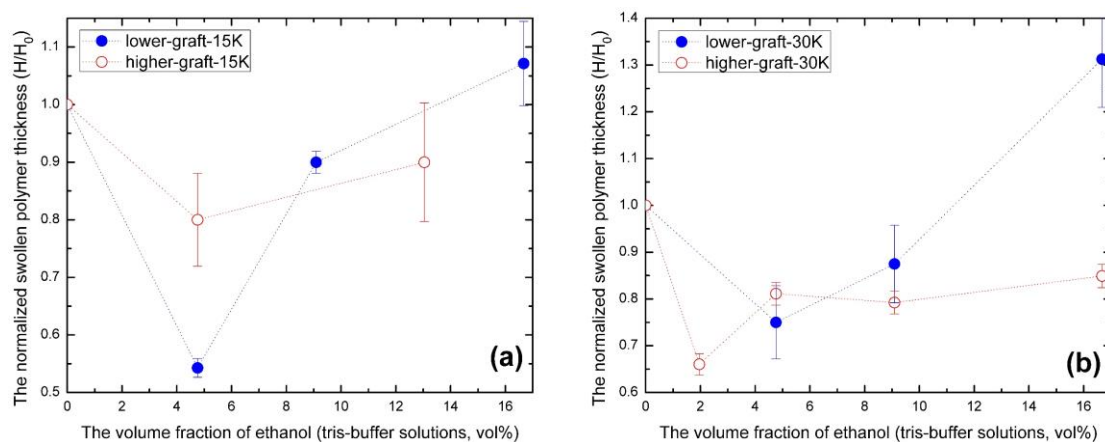 The normalized swollen polymer thickness (H/H₀)
1.1
1.0
0.9
0.8
0.7
0.6
0.5
lower-graft-15K
higher-graft-15K
(a)
0 2 4 6 8 10 12 14 16
The volume fraction of ethanol (tris-buffer solutions, vol%)
The normalized swollen polymer thickness (H/H₀)
1.4
1.3
1.2
1.1
1.0
0.9
0.8
0.7
0.6
lower-graft-30K
higher-graft-30K
(b)
0 2 4 6 8 10 12 14 16
The volume fraction of ethanol (tris-buffer solutions, vol%)